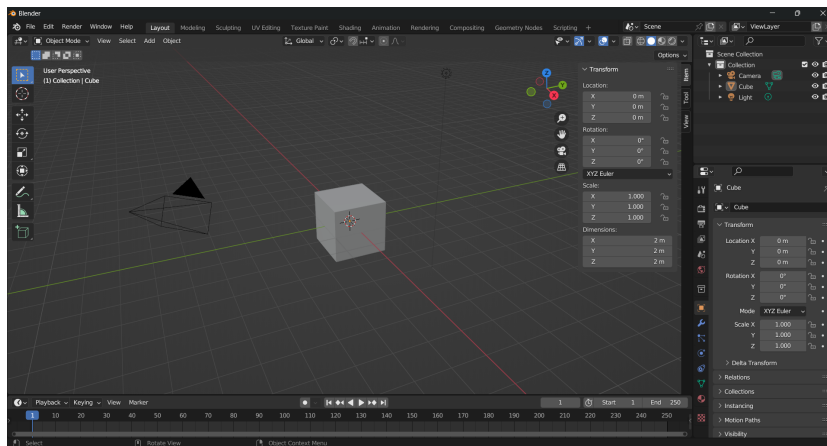 Blender
File Edit Render Window Help Layout Modeling Sculpting UV Editing Texture Paint Shading Animation Rendering Compositing Geometry Nodes Scripting + Scene ViewLayer
Object Mode View Select Add Object Global
Options
User Perspective
(1) Collection | Cube
Transform
Location:
X 0 m
Y 0 m
Z 0 m
Rotation:
X 0°
Y 0°
Z 0°
XYZ Euler
Scale:
X 1.000
Y 1.000
Z 1.000
Dimensions:
X 2 m
Y 2 m
Z 2 m
Item
Tool
View
Z
Y
X
Scene Collection
Collection
Camera
Cube
Light
Cube
Cube
Transform
Location X 0 m
Y 0 m
Z 0 m
Rotation X 0°
Y 0°
Z 0°
Mode XYZ Euler
Scale X 1.000
Y 1.000
Z 1.000
Delta Transform
Relations
Collections
Instancing
Motion Paths
Visibility
Playback Keying View Marker 1 Start 1 End 250
1 10 20 30 40 50 60 70 80 90 100 110 120 130 140 150 160 170 180 190 200 210 220 230 240 250
Select Rotate View Object Context Menu